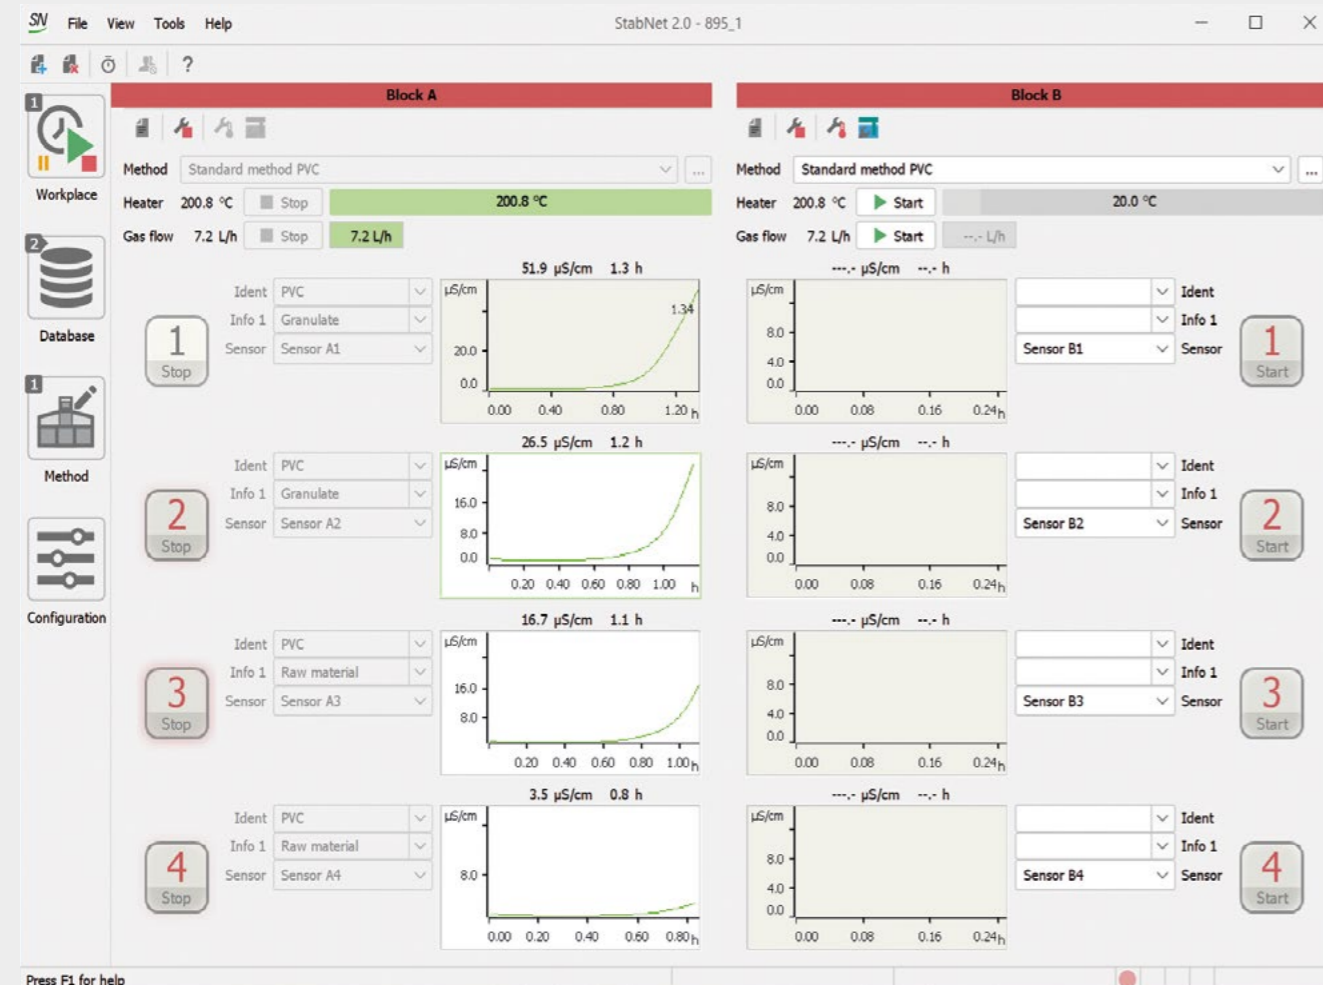 SN File View Tools Help StabNet 2.0 - 895_1
?
Block A Block B
1
Workplace
2
Database
1
Method
Configuration
Method Standard method PVC ...
Heater 200.8 °C Stop 200.8 °C
Gas flow 7.2 L/h Stop 7.2 L/h
51.9 µS/cm 1.3 h
1
Stop
Ident PVC
Info 1 Granulate
Sensor Sensor A1
µS/cm
1.34
20.0
0.0
0.00 0.40 0.80 1.20 h
26.5 µS/cm 1.2 h
2
Stop
Ident PVC
Info 1 Granulate
Sensor Sensor A2
µS/cm
16.0
8.0
0.0
0.20 0.40 0.60 0.80 1.00 h
16.7 µS/cm 1.1 h
3
Stop
Ident PVC
Info 1 Raw material
Sensor Sensor A3
µS/cm
16.0
8.0
0.20 0.40 0.60 0.80 1.00 h
3.5 µS/cm 0.8 h
4
Stop
Ident PVC
Info 1 Raw material
Sensor Sensor A4
µS/cm
8.0
0.00 0.20 0.40 0.60 0.80 h
Method Standard method PVC ...
Heater 200.8 °C Start 20.0 °C
Gas flow 7.2 L/h Start --.- L/h
---.- µS/cm --.- h
µS/cm
8.0
4.0
0.0
0.00 0.08 0.16 0.24 h
Ident
Info 1
Sensor B1 Sensor
1
Start
---.- µS/cm --.- h
µS/cm
8.0
4.0
0.0
0.00 0.08 0.16 0.24 h
Ident
Info 1
Sensor B2 Sensor
2
Start
---.- µS/cm --.- h
µS/cm
8.0
4.0
0.0
0.00 0.08 0.16 0.24 h
Ident
Info 1
Sensor B3 Sensor
3
Start
---.- µS/cm --.- h
µS/cm
8.0
4.0
0.0
0.00 0.08 0.16 0.24 h
Ident
Info 1
Sensor B4 Sensor
4
Start
Press F1 for help